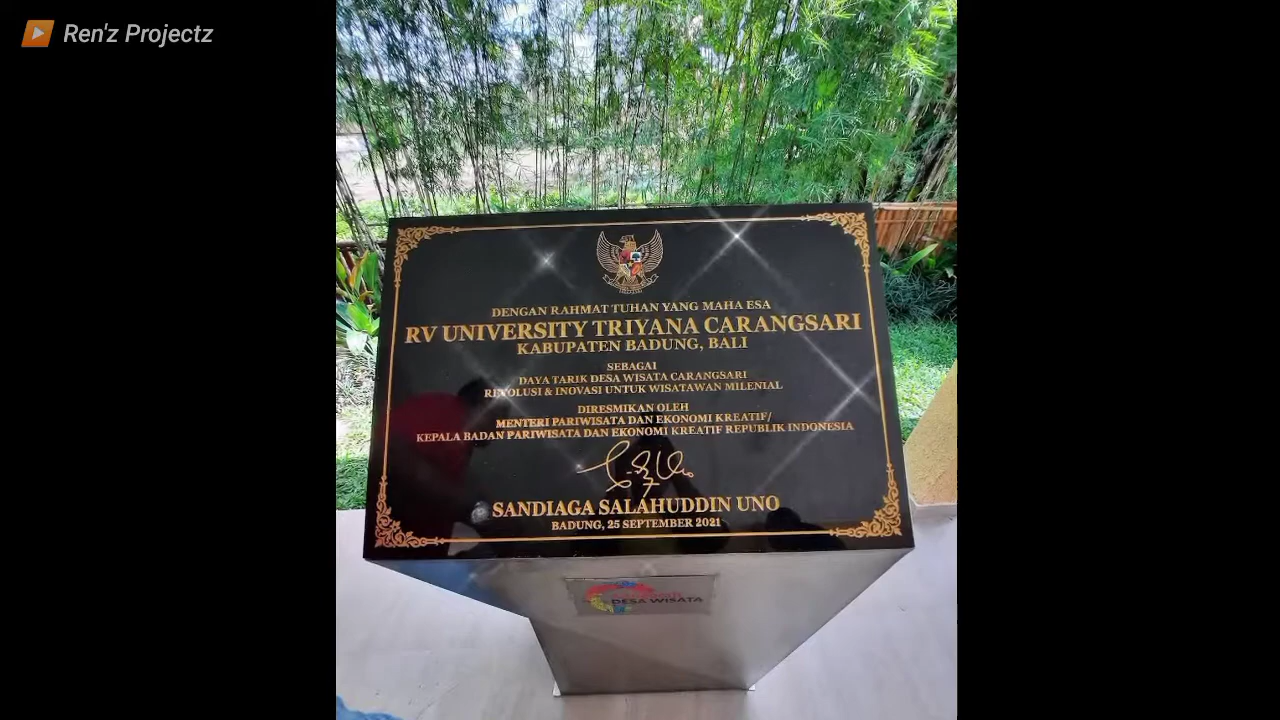 Ren'z Projectz
DENGAN RAHMAT TUHAN YANG MAHA ESA
RV UNIVERSITY TRIYANA CARANGSARI
KABUPATEN BADUNG, BALI
SEBAGAI
DAYA TARIK DESA WISATA CARANGSARI
REVOLUSI & INOVASI UNTUK WISATAWAN MILENIAL
DIRESMIKAN OLEH
MENTERI PARIWISATA DAN EKONOMI KREATIF/
KEPALA BADAN PARIWISATA DAN EKONOMI KREATIF REPUBLIK INDONESIA
SANDIAGA SALAHUDDIN UNO
BADUNG, 25 SEPTEMBER 2021
DESA WISATA